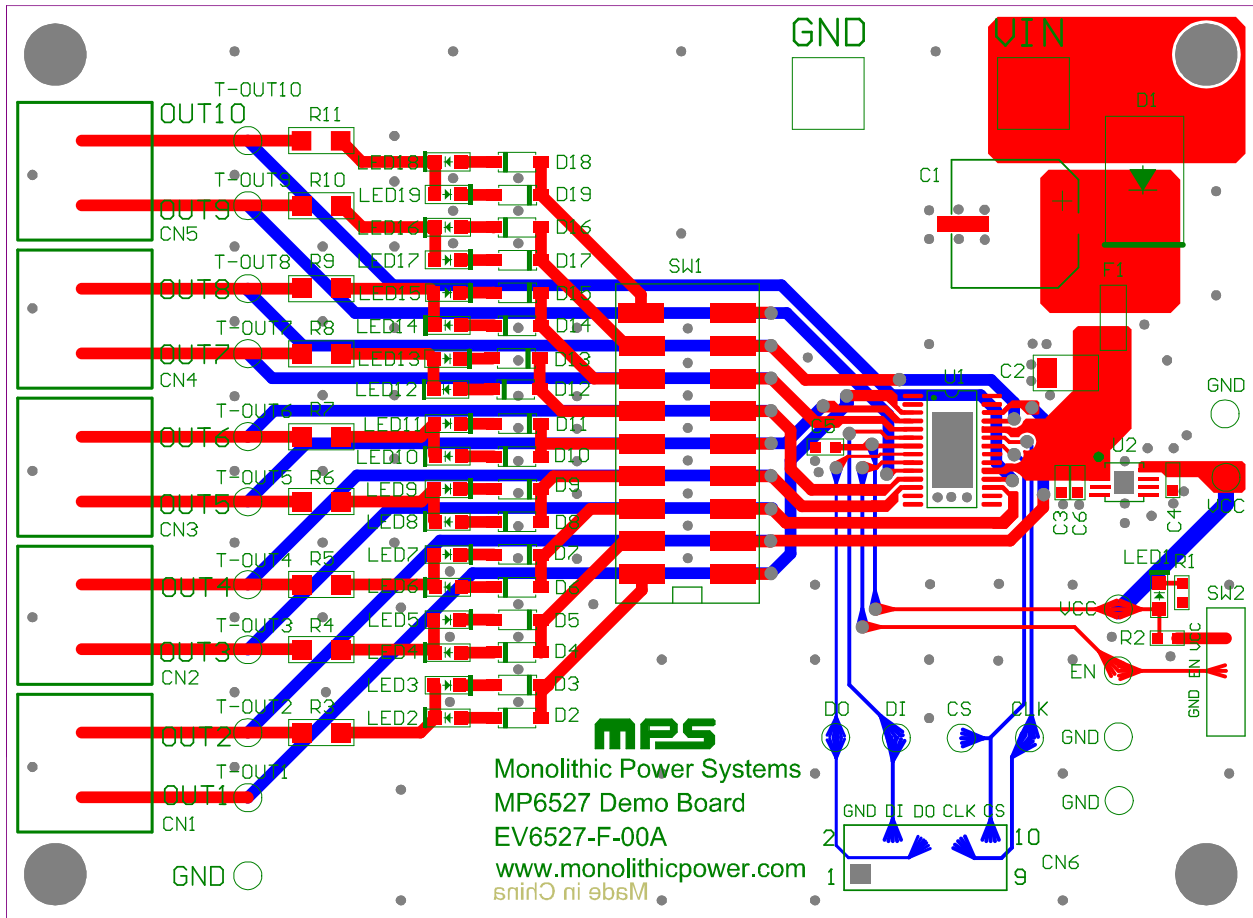 GND
VIN
T-OUT10
OUT10
R11
D1
LED18
D18
C1
T-OUT9
R10
LED19
D19
OUT9
LED16
D16
CN5
T-OUT8
R9
LED17
D17
SW1
F1
OUT8
LED15
D15
T-OUT7
R8
LED14
D14
OUT7
LED13
D13
CN4
LED12
D12
C2
U1
GND
T-OUT6
R7
LED11
D11
OUT6
LED10
D10
U2
T-OUT5
R6
LED9
D9
OUT5
LED8
D8
VCC
CN3
C3
C6
C4
T-OUT4
R5
LED7
D7
LED1
R1
OUT4
LED6
D6
SW2
T-OUT3
R4
LED5
D5
VCC
OUT3
LED4
D4
R2
CN2
LED3
D3
EN
GND EN VCC
T-OUT2
R3
LED2
D2
DO
DI
CS
CLK
OUT2
GND
MPS
T-OUT1
Monolithic Power Systems
OUT1
MP6527 Demo Board
GND
CN1
GND DI DO CLK CS
EV6527-F-00A
2
10
www.monolithicpower.com
CN6
GND
1
9
Made in China